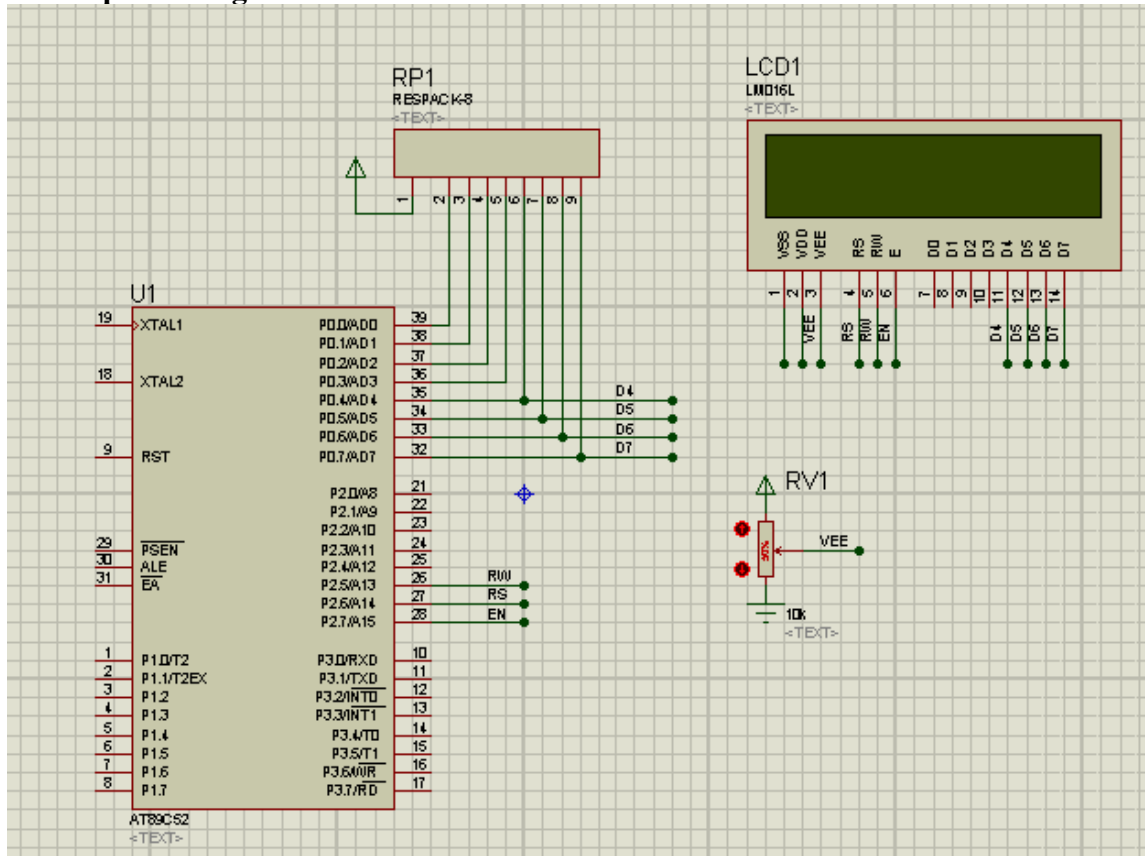 RP1
RESPACK-8
<TEXT>
1 2 3 4 5 6 7 8 9
LCD1
LM016L
<TEXT>
VSS VDD VEE RS RW E D0 D1 D2 D3 D4 D5 D6 D7
1 2 3 4 5 6 7 8 9 10 11 12 13 14
VEE RS RW EN D4 D5 D6 D7
U1
19 XTAL1
18 XTAL2
9 RST
29 PSEN
30 ALE
31 EA
1 P1.0/T2
2 P1.1/T2EX
3 P1.2
4 P1.3
5 P1.4
6 P1.5
7 P1.6
8 P1.7
P0.0/AD0 39
P0.1/AD1 38
P0.2/AD2 37
P0.3/AD3 36
P0.4/AD4 35 D4
P0.5/AD5 34 D5
P0.6/AD6 33 D6
P0.7/AD7 32 D7
P2.0/A8 21
P2.1/A9 22
P2.2/A10 23
P2.3/A11 24
P2.4/A12 25
P2.5/A13 26 RW
P2.6/A14 27 RS
P2.7/A15 28 EN
P3.0/RXD 10
P3.1/TXD 11
P3.2/INT0 12
P3.3/INT1 13
P3.4/T0 14
P3.5/T1 15
P3.6/WR 16
P3.7/RD 17
AT89C52
<TEXT>
RV1
50%
VEE
10k
<TEXT>